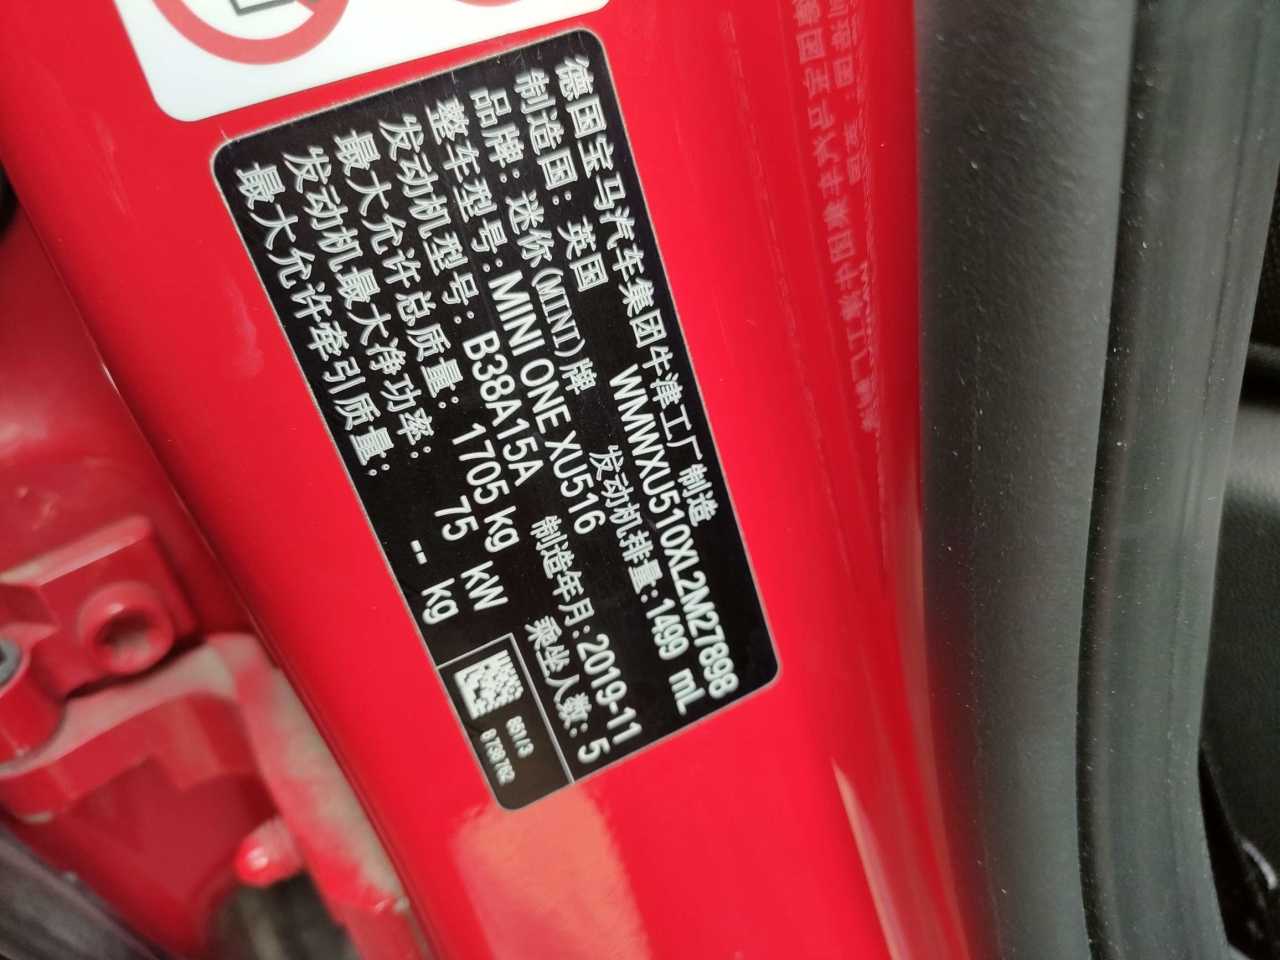 德国宝马汽车集团牛津工厂制造
制造国: 英国 WMWXU510XL2M27898
品牌: 迷你(MINI)牌 发动机排量: 1499 mL
整车型号: MINI ONE XU516 制造年月: 2019-11
发动机型号: B38A15A 乘坐人数: 5
最大允许总质量: 1705 kg
发动机最大净功率: 75 kW
最大允许牵引质量: -- kg
851/3
8736782